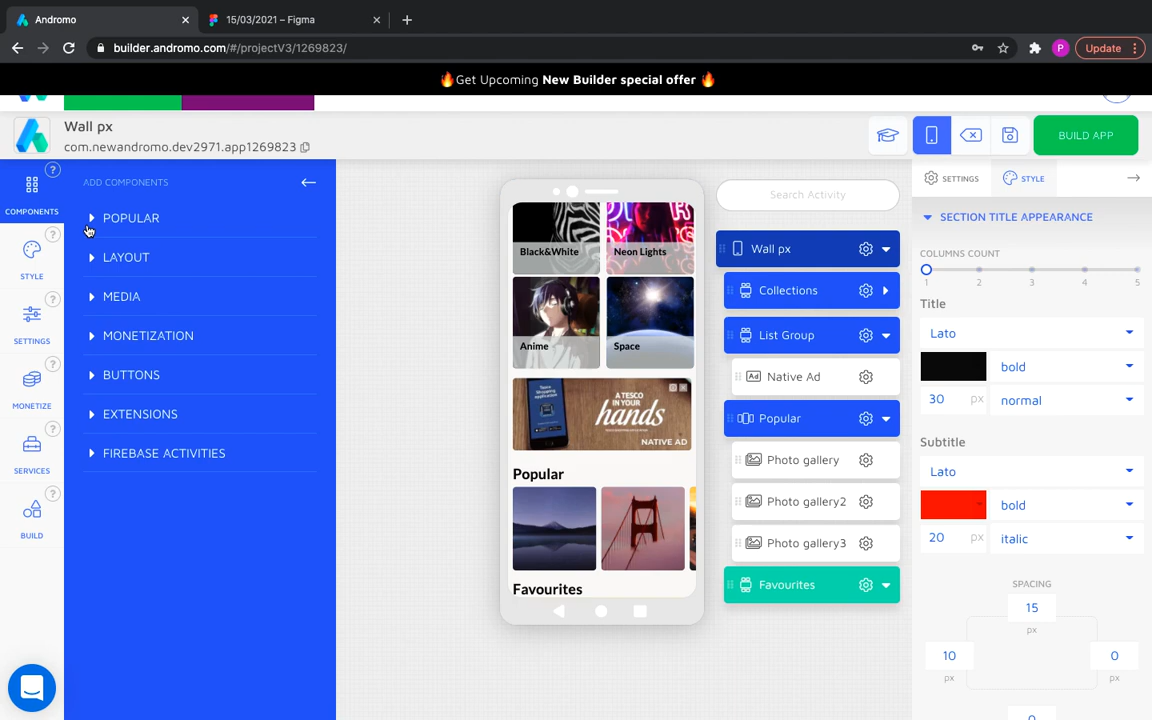 Andromo
15/03/2021 – Figma
builder.andromo.com/#/projectV3/1269823/
P
Update
🔥Get Upcoming New Builder special offer 🔥
Wall px
com.newandromo.dev2971.app1269823
BUILD APP
COMPONENTS
STYLE
SETTINGS
MONETIZE
SERVICES
BUILD
ADD COMPONENTS
POPULAR
LAYOUT
MEDIA
MONETIZATION
BUTTONS
EXTENSIONS
FIREBASE ACTIVITIES
Black&White
Neon Lights
Anime
Space
A TESCO
IN YOUR
hands
NATIVE AD
Popular
Favourites
Search Activity
Wall px
Collections
List Group
Ad Native Ad
Popular
Photo gallery
Photo gallery2
Photo gallery3
Favourites
SETTINGS
STYLE
SECTION TITLE APPEARANCE
COLUMNS COUNT
1 2 3 4 5
Title
Lato
bold
30 px normal
Subtitle
Lato
bold
20 px italic
SPACING
15
px
10
px
0
px